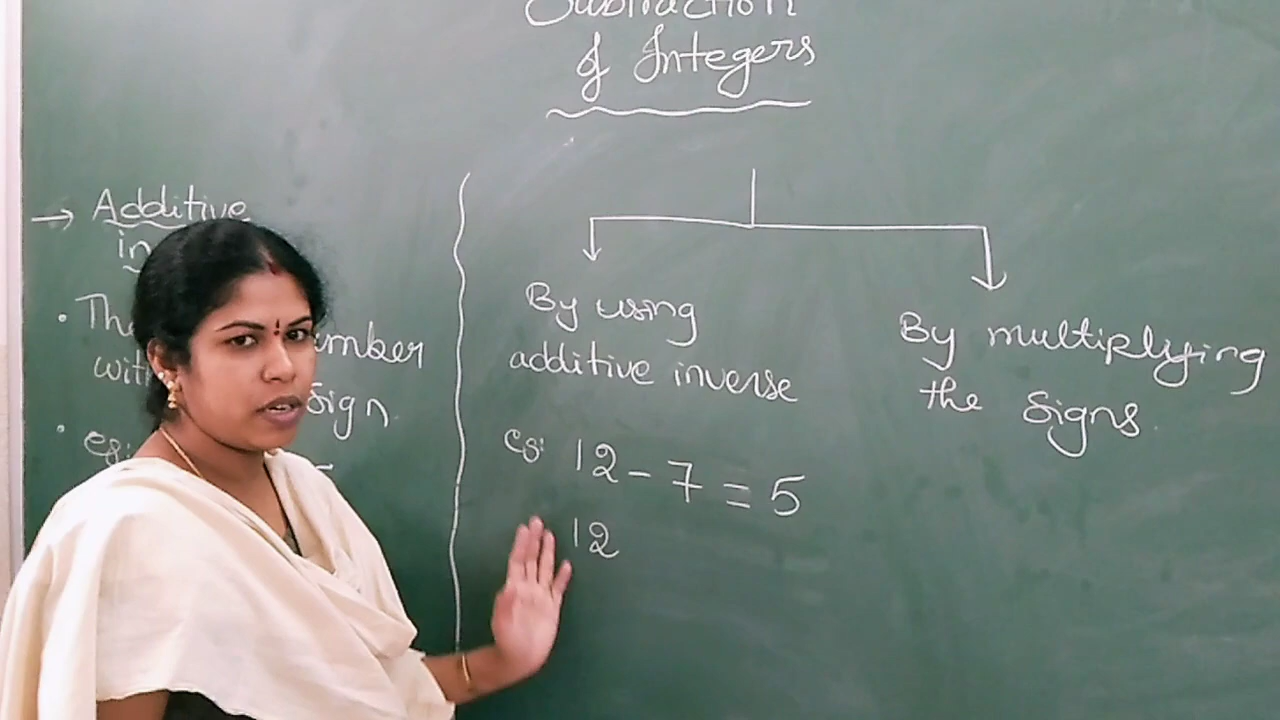 Subtraction
of Integers
→ Additive
• The
with sign.
• eg:
By using
additive inverse
eg: 12 - 7 = 5
12
By multiplying
the signs.